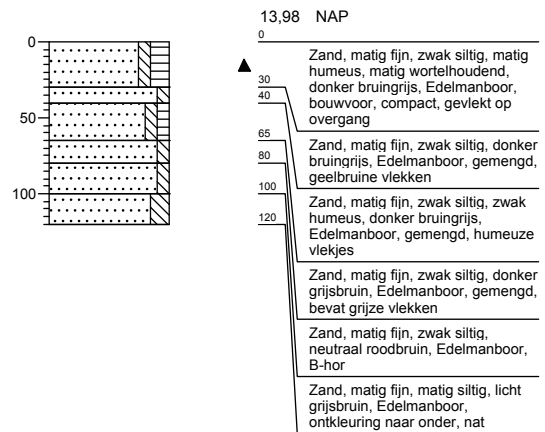 13,98 NAP
0
50
100
0
Zand, matig fijn, zwak siltig, matig
humeus, matig wortelhoudend,
donker bruingrijs, Edelmanboor,
bouwvoor, compact, gevlekt op
overgang
30
Zand, matig fijn, zwak siltig, donker
bruingrijs, Edelmanboor, gemengd,
geelbruine vlekken
40
Zand, matig fijn, zwak siltig, zwak
humeus, donker bruingrijs,
Edelmanboor, gemengd, humeuze
vlekjes
65
Zand, matig fijn, zwak siltig, donker
grijsbruin, Edelmanboor, gemengd,
bevat grijze vlekken
80
Zand, matig fijn, zwak siltig,
neutraal roodbruin, Edelmanboor,
B-hor
100
Zand, matig fijn, matig siltig, licht
grijsbruin, Edelmanboor,
ontkleuring naar onder, nat
120